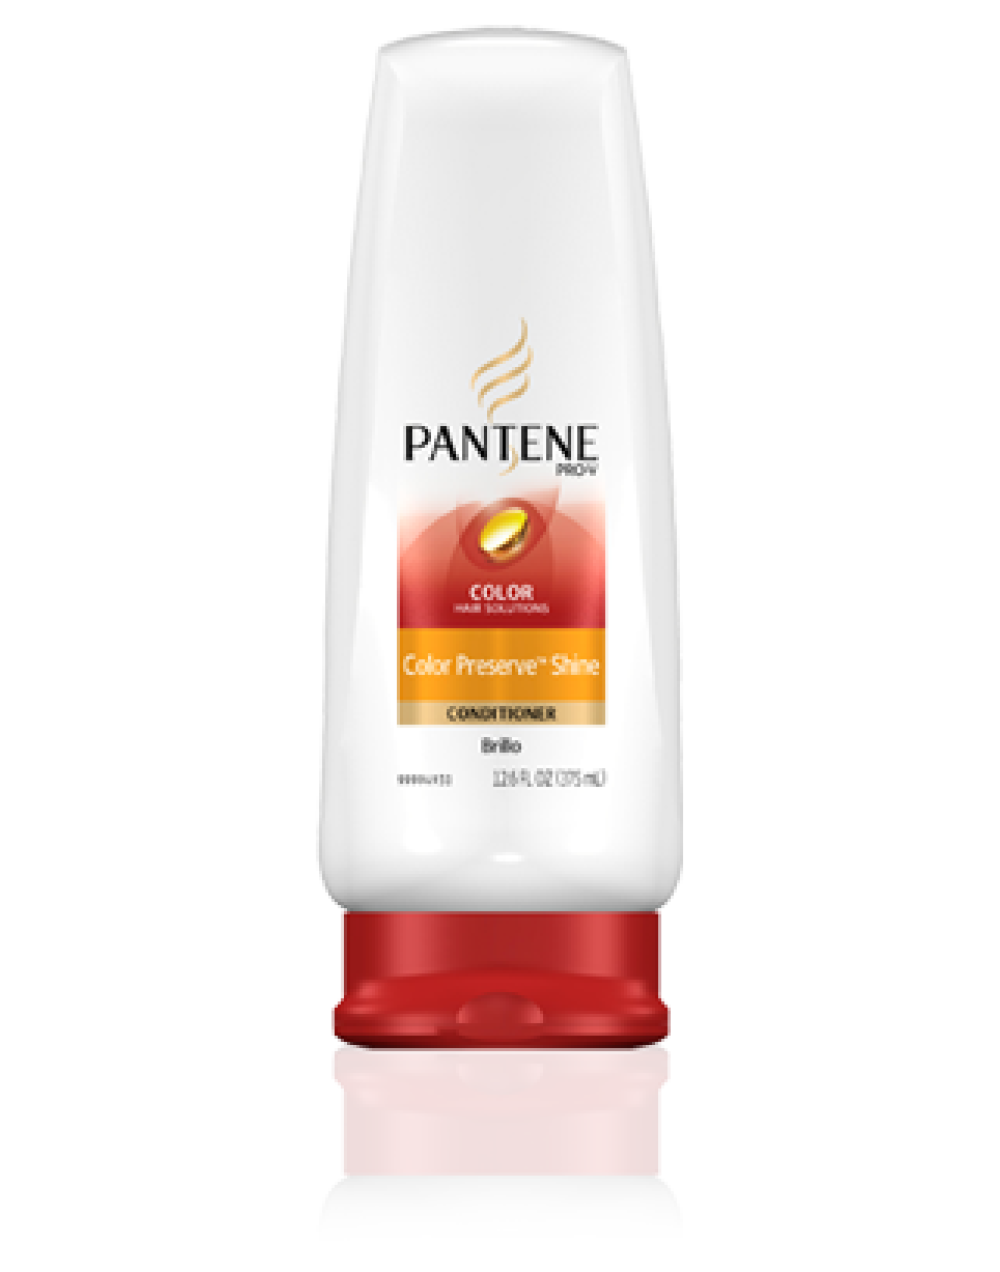 PANTENE
PRO-V
COLOR
HAIR SOLUTIONS
Color Preserve™ Shine
CONDITIONER
Brillo
12.6 FL OZ (375 mL)